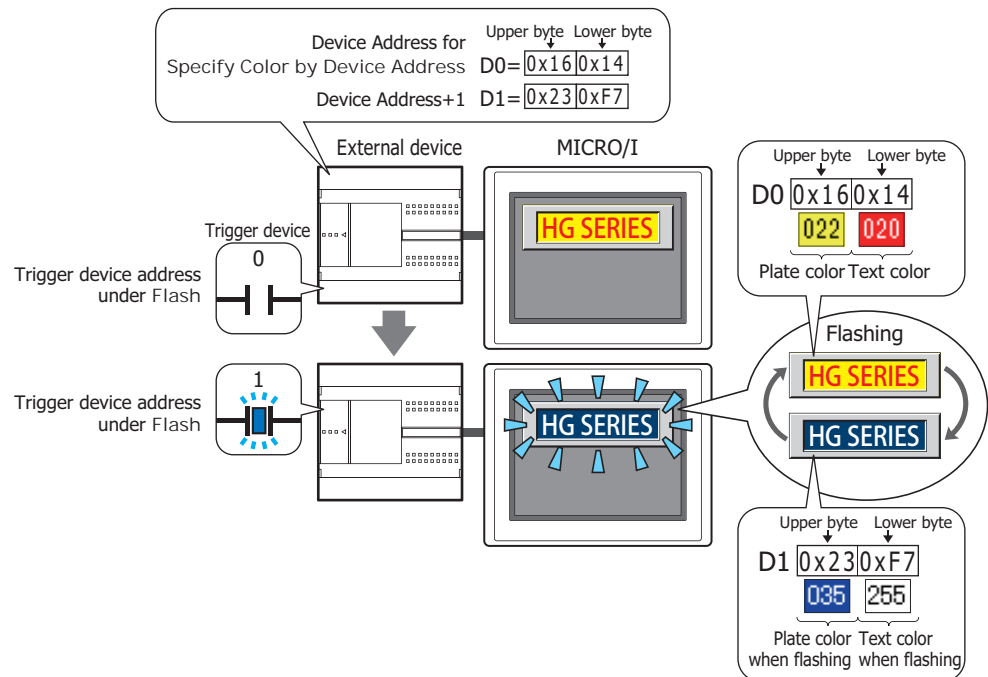 Upper byte Lower byte
Device Address for
Specify Color by Device Address D0= 0x16 0x14
Device Address+1 D1= 0x23 0xF7
External device
MICRO/I
HG SERIES
Trigger device
0
Trigger device address
under Flash
1
Trigger device address
under Flash
HG SERIES
Upper byte Lower byte
D0 0x16 0x14
022 020
Plate color Text color
Flashing
HG SERIES
HG SERIES
Upper byte Lower byte
D1 0x23 0xF7
035 255
Plate color Text color
when flashing when flashing